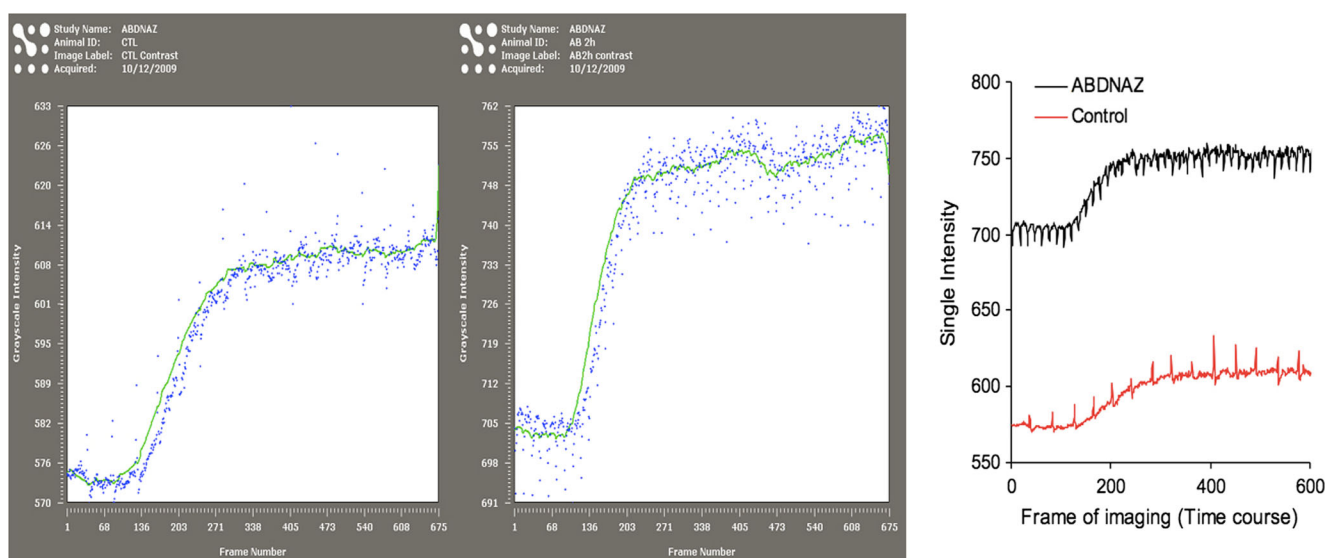 Study Name: ABDNAZ
Animal ID: CTL
Image Label: CTL Contrast
Acquired: 10/12/2009
633
626
620
614
608
601
595
589
582
576
570
Grayscale Intensity
1 68 136 203 271 338 405 473 540 608 675
Frame Number
Study Name: ABDNAZ
Animal ID: AB 2h
Image Label: AB2h contrast
Acquired: 10/12/2009
762
755
748
740
733
726
719
712
705
698
691
Grayscale Intensity
1 68 136 203 271 338 405 473 540 608 675
Frame Number
800
750
700
650
600
550
Single Intensity
ABDNAZ
Control
0 200 400 600
Frame of imaging (Time course)